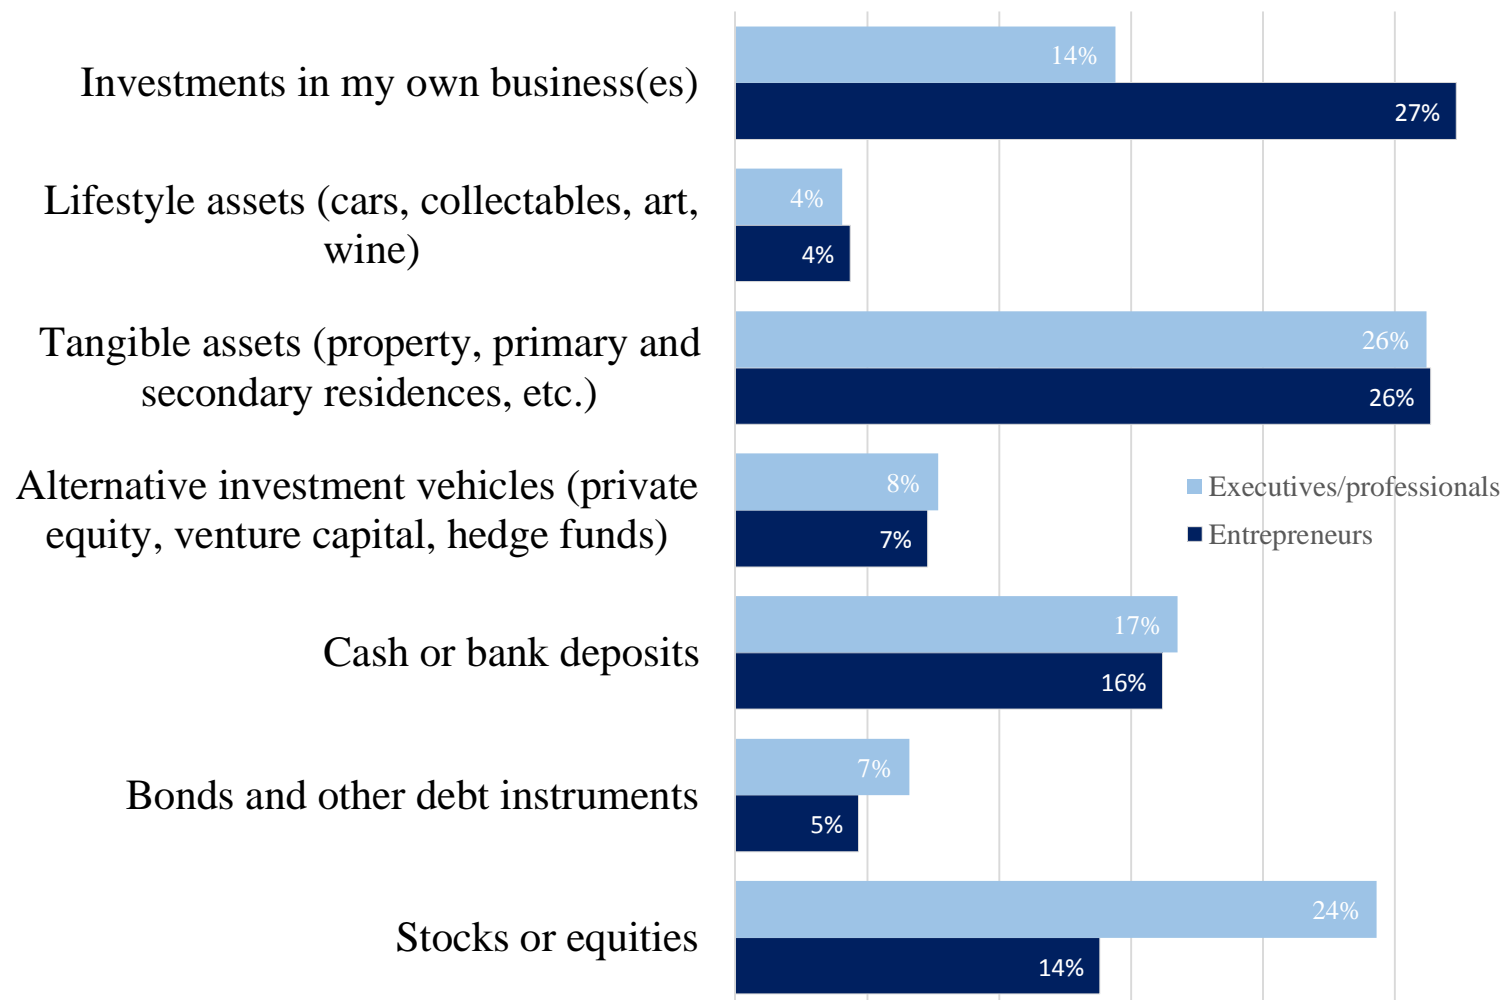 Investments in my own business(es)
14%
27%
Lifestyle assets (cars, collectables, art,
wine)
4%
4%
Tangible assets (property, primary and
secondary residences, etc.)
26%
26%
Alternative investment vehicles (private
equity, venture capital, hedge funds)
8%
7%
Executives/professionals
Entrepreneurs
Cash or bank deposits
17%
16%
Bonds and other debt instruments
7%
5%
Stocks or equities
24%
14%